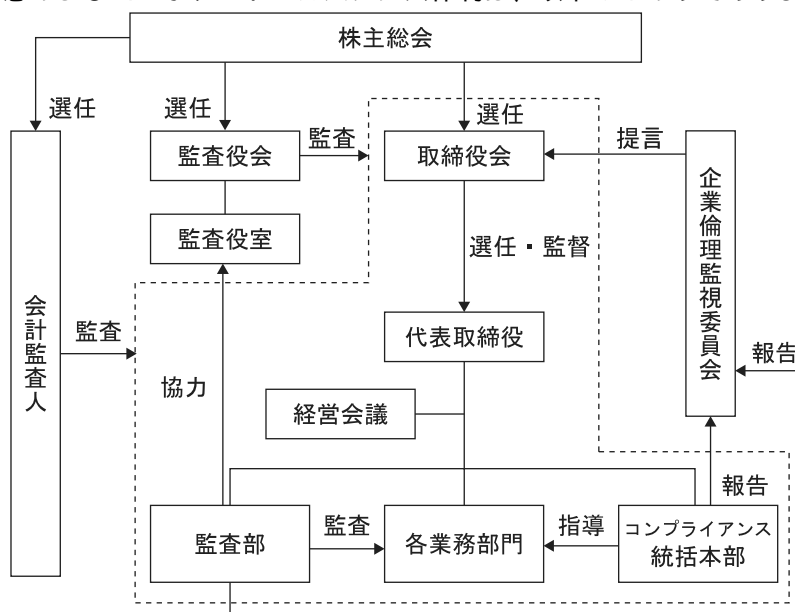 株主総会
選任
選任
選任
監査役会
監査
取締役会
提言
企業倫理監視委員会
監査役室
選任・監督
会計監査人
監査
代表取締役
報告
協力
経営会議
報告
監査部
監査
各業務部門
指導
コンプライアンス
統括本部